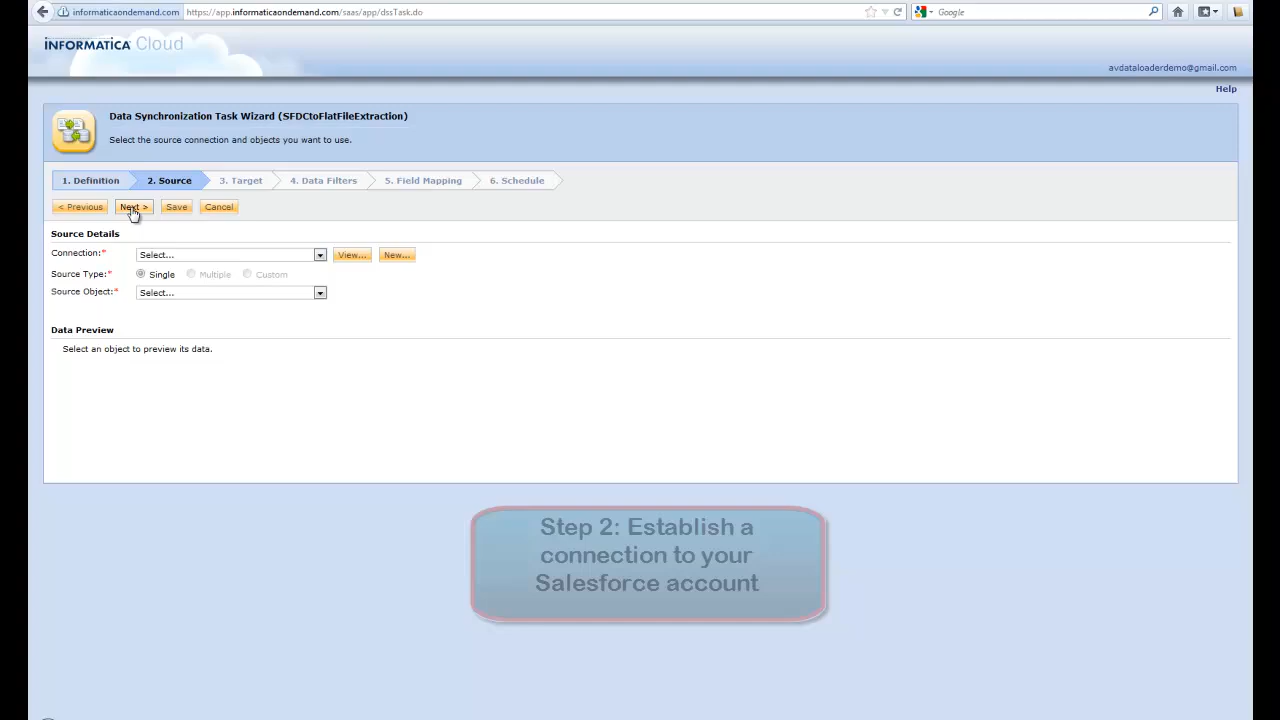 informaticaondemand.com https://app.informaticaondemand.com/saas/app/dssTask.do Google
INFORMATICA Cloud
avdataloaderdemo@gmail.com
Help
Data Synchronization Task Wizard (SFDCtoFlatFileExtraction)
Select the source connection and objects you want to use.
1. Definition 2. Source 3. Target 4. Data Filters 5. Field Mapping 6. Schedule
< Previous Next > Save Cancel
Source Details
Connection:* Select... View... New...
Source Type:* Single Multiple Custom
Source Object:* Select...
Data Preview
Select an object to preview its data.
Step 2: Establish a
connection to your
Salesforce account